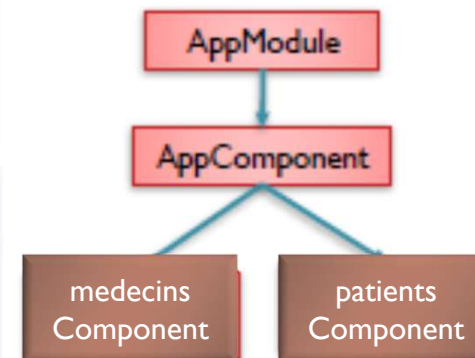 AppModule
AppComponent
medecins
Component
patients
Component